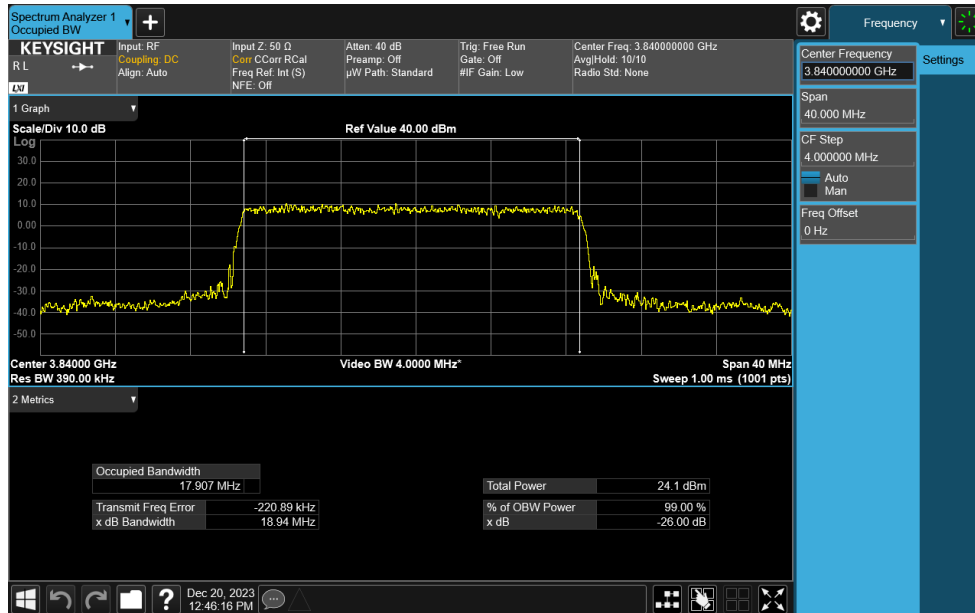 Spectrum Analyzer 1
Occupied BW
Frequency
KEYSIGHT
R L
LXI
Input: RF
Coupling: DC
Align: Auto
Input Z: 50 Ω
Corr CCorr RCal
Freq Ref: Int (S)
NFE: Off
Atten: 40 dB
Preamp: Off
µW Path: Standard
Trig: Free Run
Gate: Off
#IF Gain: Low
Center Freq: 3.840000000 GHz
Avg|Hold: 10/10
Radio Std: None
Center Frequency
3.840000000 GHz
Settings
Span
40.000 MHz
CF Step
4.000000 MHz
Auto
Man
Freq Offset
0 Hz
1 Graph
Scale/Div 10.0 dB
Ref Value 40.00 dBm
Log
30.0
20.0
10.0
0.00
-10.0
-20.0
-30.0
-40.0
-50.0
Center 3.84000 GHz
Video BW 4.0000 MHz*
Span 40 MHz
Res BW 390.00 kHz
Sweep 1.00 ms (1001 pts)
2 Metrics
Occupied Bandwidth
17.907 MHz
Total Power 24.1 dBm
Transmit Freq Error -220.89 kHz
% of OBW Power 99.00 %
x dB Bandwidth 18.94 MHz
x dB -26.00 dB
?
Dec 20, 2023
12:46:16 PM